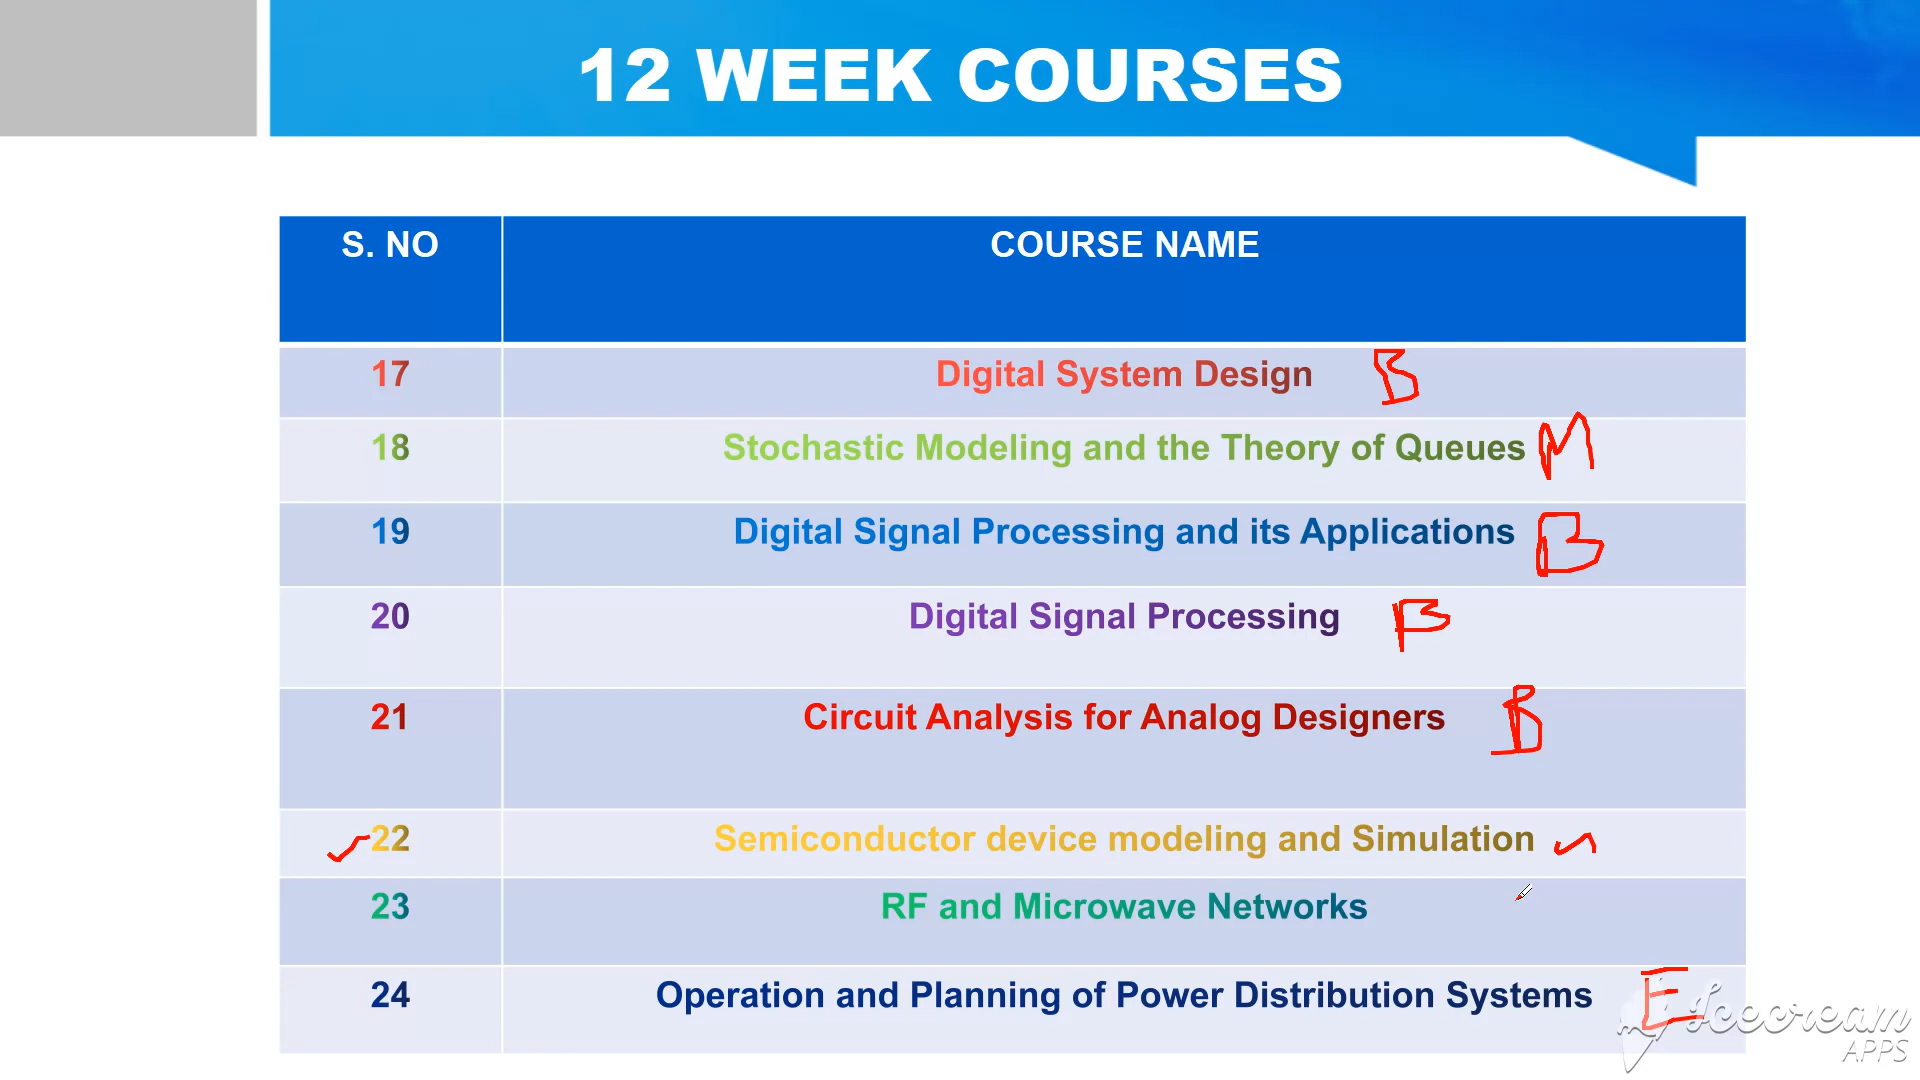 12 WEEK COURSES
S. NO COURSE NAME
17 Digital System Design B
18 Stochastic Modeling and the Theory of Queues M
19 Digital Signal Processing and its Applications B
20 Digital Signal Processing B
21 Circuit Analysis for Analog Designers B
22 Semiconductor device modeling and Simulation
23 RF and Microwave Networks
24 Operation and Planning of Power Distribution Systems E
Icecream
APPS